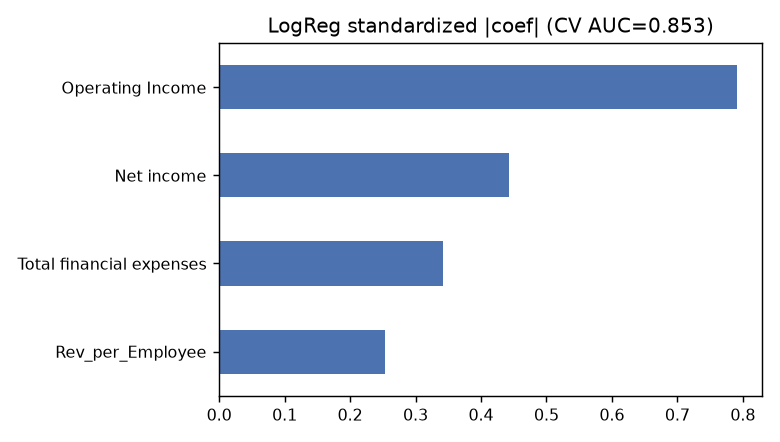 LogReg standardized |coef| (CV AUC=0.853)
Operating Income
Net income
Total financial expenses
Rev_per_Employee
0.0 0.1 0.2 0.3 0.4 0.5 0.6 0.7 0.8